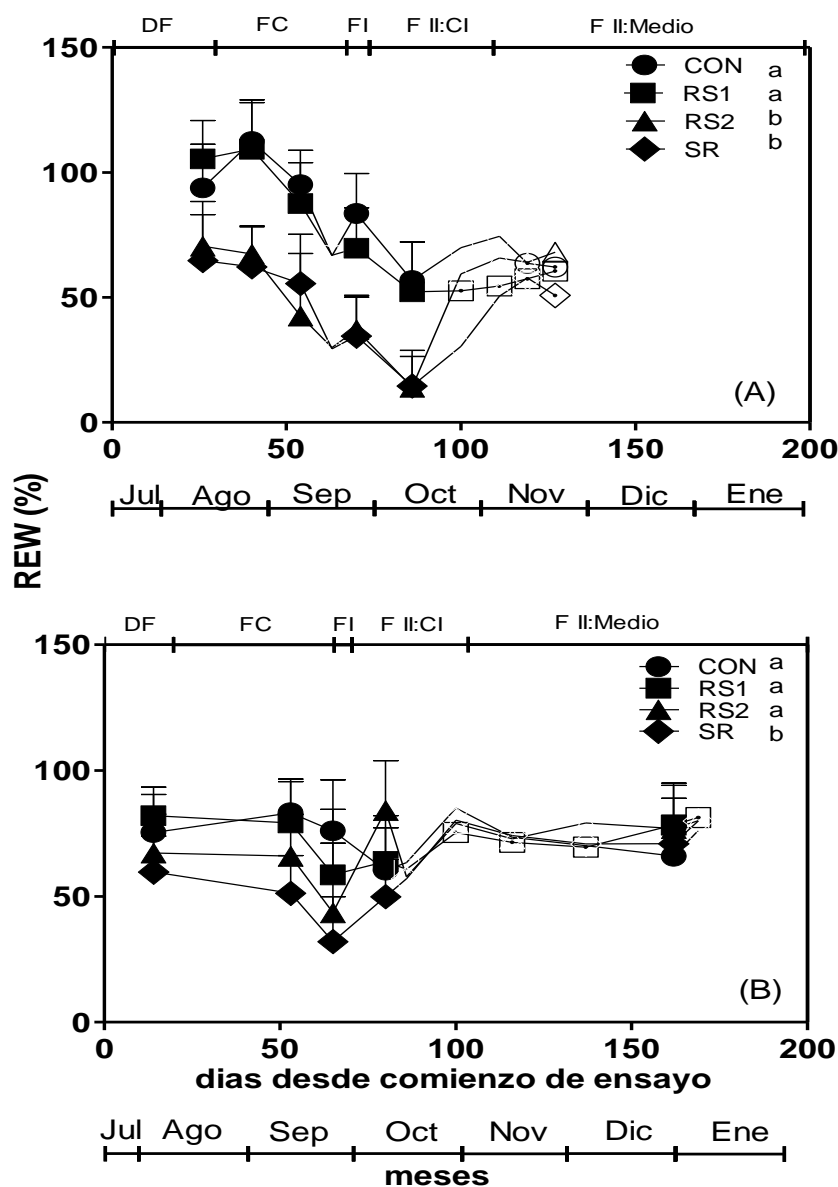 DF FC FI F II:CI F II:Medio
150
CON a
RS1 a
RS2 b
SR b
100
50
(A)
0
0 50 100 150 200
Jul Ago Sep Oct Nov Dic Ene
REW (%)
DF FC FI F II:CI F II:Medio
150
CON a
RS1 a
RS2 a
SR b
100
50
(B)
0
0 50 100 150 200
dias desde comienzo de ensayo
Jul Ago Sep Oct Nov Dic Ene
meses